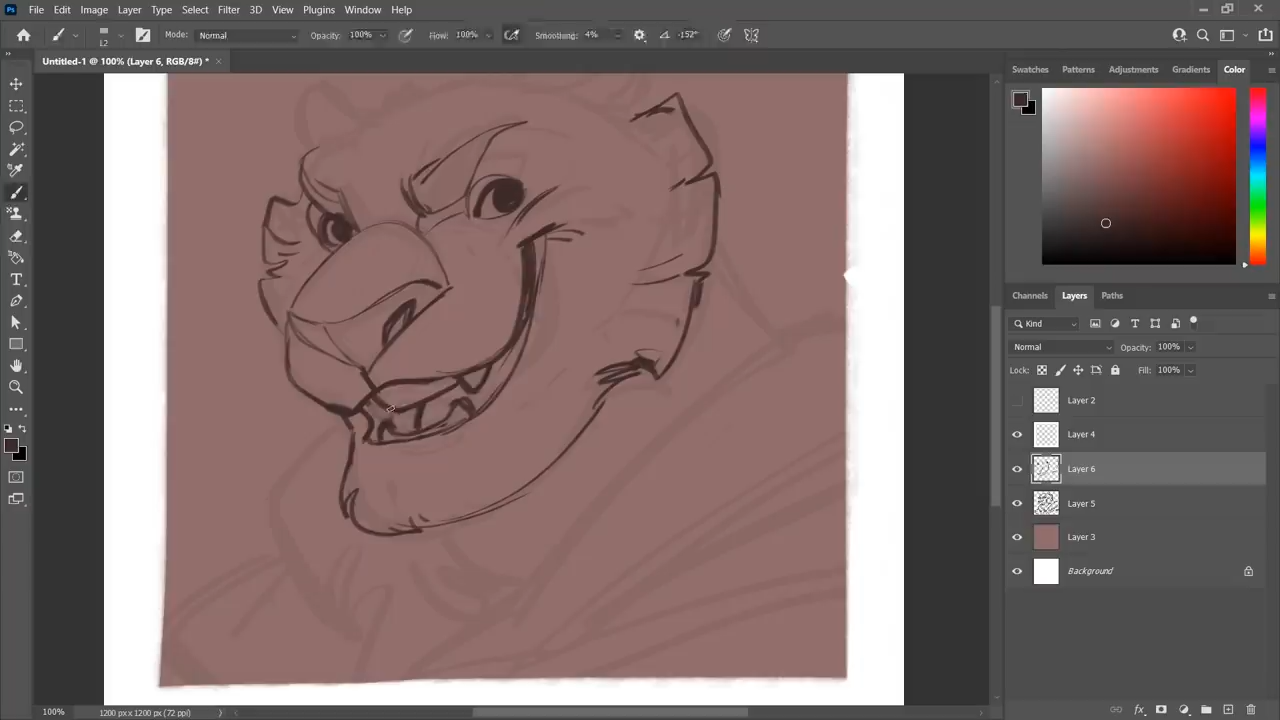 Ps File Edit Image Layer Type Select Filter 3D View Plugins Window Help
12 Mode: Normal Opacity: 100% Flow: 100% Smoothing: 4% -152°
Untitled-1 @ 100% (Layer 6, RGB/8#) *
Swatches Patterns Adjustments Gradients Color
Channels Layers Paths
Kind
Normal Opacity: 100%
Lock: Fill: 100%
Layer 2
Layer 4
Layer 6
Layer 5
Layer 3
Background
100% 1200 px x 1200 px (72 ppi)